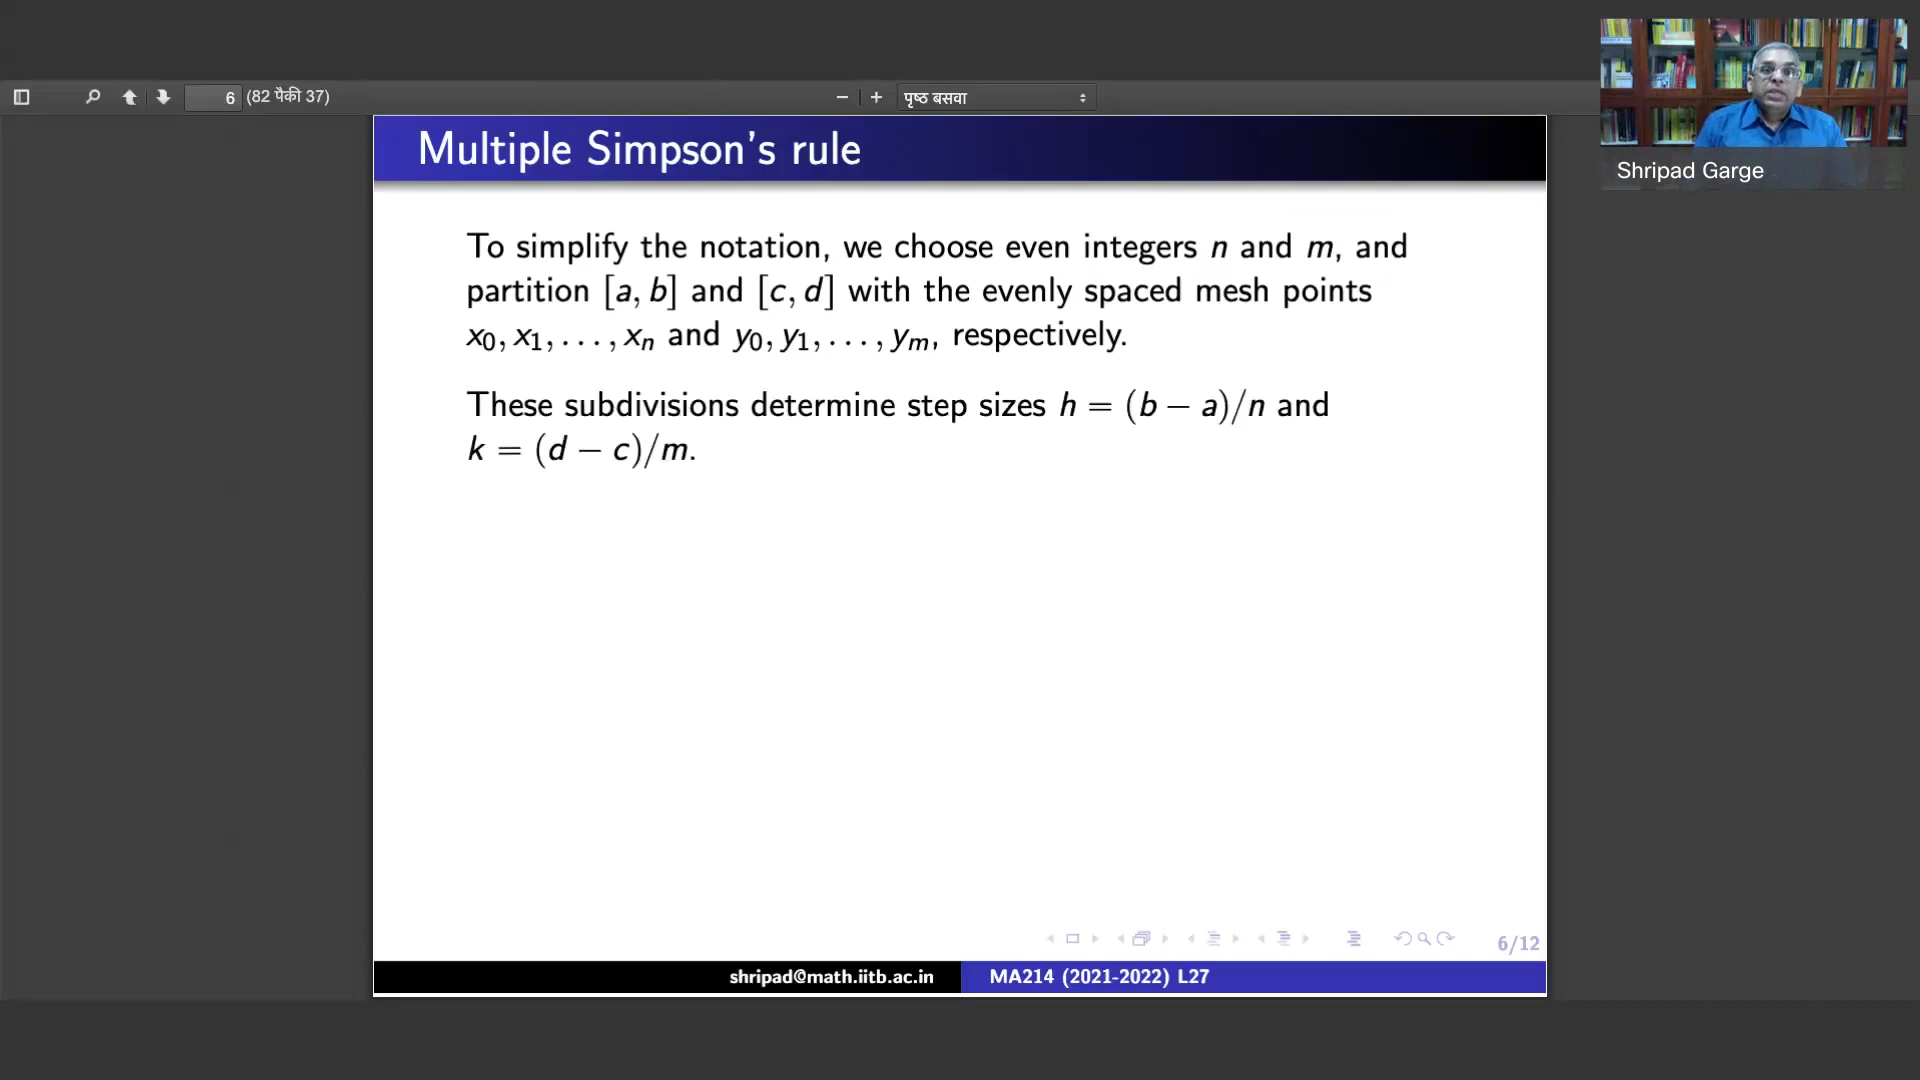 6 (82 पैकी 37)
− + पृष्ठ बसवा
Shripad Garge
Multiple Simpson's rule
To simplify the notation, we choose even integers n and m, and
partition [a, b] and [c, d] with the evenly spaced mesh points
x₀, x₁, . . . , xₙ and y₀, y₁, . . . , yₘ, respectively.
These subdivisions determine step sizes h = (b − a)/n and
k = (d − c)/m.
6/12
shripad@math.iitb.ac.in MA214 (2021-2022) L27